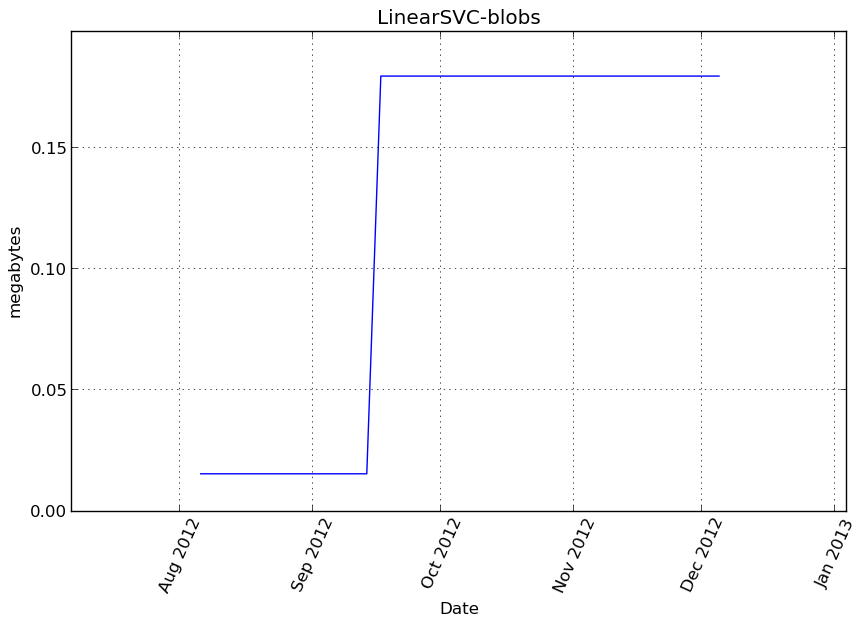 LinearSVC-blobs
megabytes
0.15
0.10
0.05
0.00
Aug 2012
Sep 2012
Oct 2012
Nov 2012
Dec 2012
Jan 2013
Date